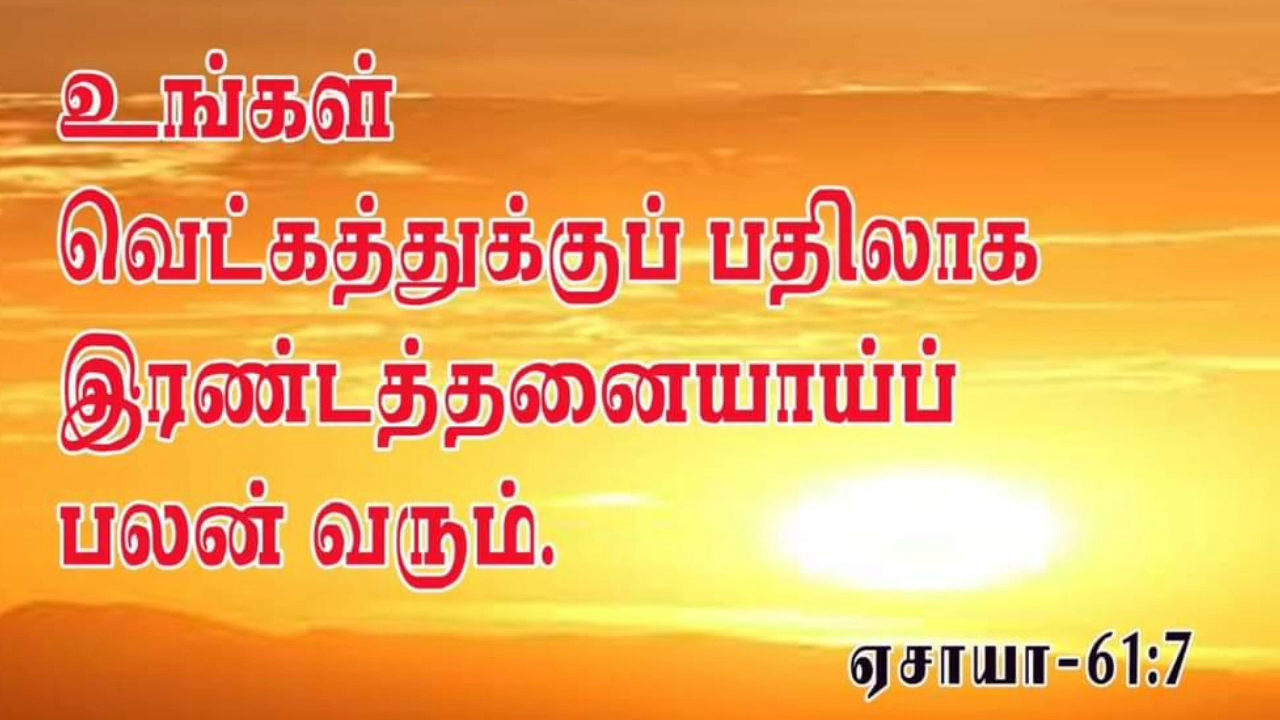 உங்கள்
வெட்கத்துக்குப் பதிலாக
இரண்டத்தனையாய்ப்
பலன் வரும்.
ஏசாயா-61:7